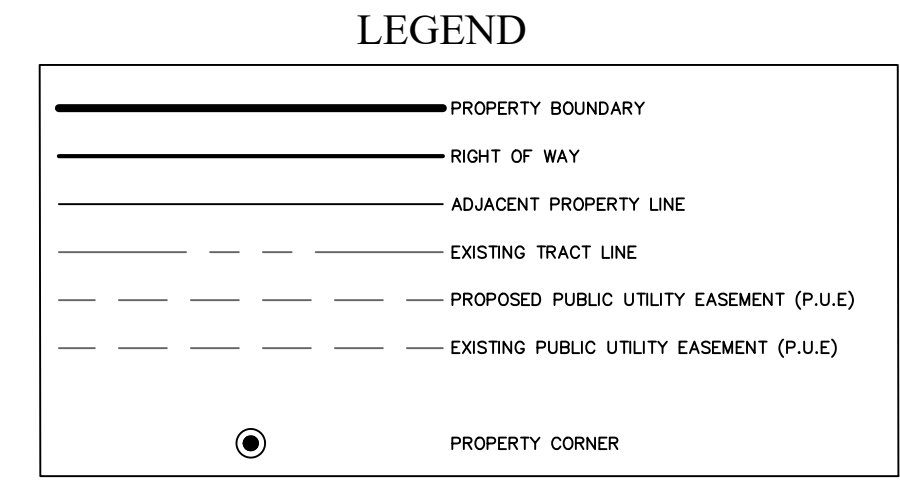 LEGEND
PROPERTY BOUNDARY
RIGHT OF WAY
ADJACENT PROPERTY LINE
EXISTING TRACT LINE
PROPOSED PUBLIC UTILITY EASEMENT (P.U.E)
EXISTING PUBLIC UTILITY EASEMENT (P.U.E)
PROPERTY CORNER